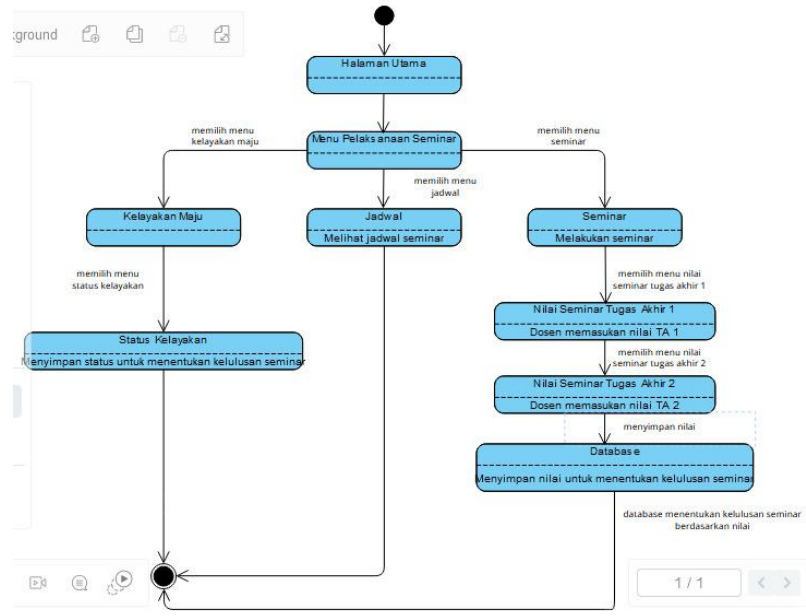 kground
Halaman Utama
memilih menu
kelayakan maju
Menu Pelaksanaan Seminar
memilih menu
seminar
memilih menu
jadwal
Kelayakan Maju
Jadwal
Melihat jadwal seminar
Seminar
Melakukan seminar
memilih menu
status kelayakan
memilih menu nilai
seminar tugas akhir 1
Status Kelayakan
Menyimpan status untuk menentukan kelulusan seminar
Nilai Seminar Tugas Akhir 1
Dosen memasukan nilai TA 1
memilih menu nilai
seminar tugas akhir 2
Nilai Seminar Tugas Akhir 2
Dosen memasukan nilai TA 2
menyimpan nilai
Database
Menyimpan nilai untuk menentukan kelulusan seminar
database menentukan kelulusan seminar
berdasarkan nilai
1 / 1